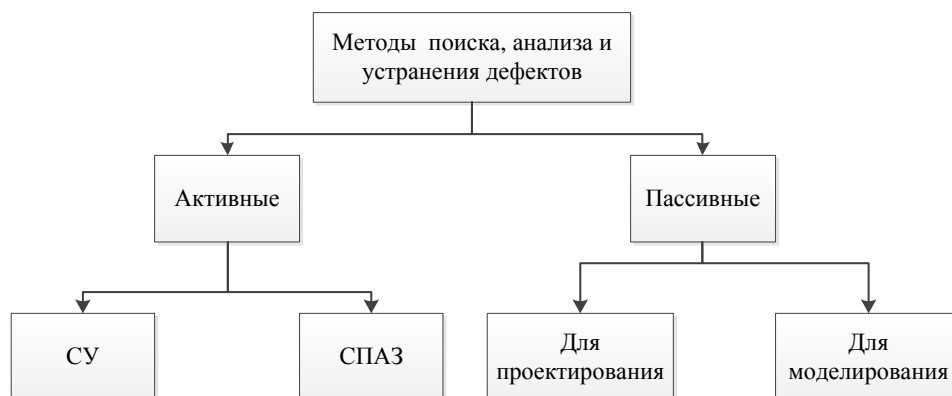 Методы поиска, анализа и
устранения дефектов
Активные
Пассивные
СУ
СПАЗ
Для
проектирования
Для
моделирования